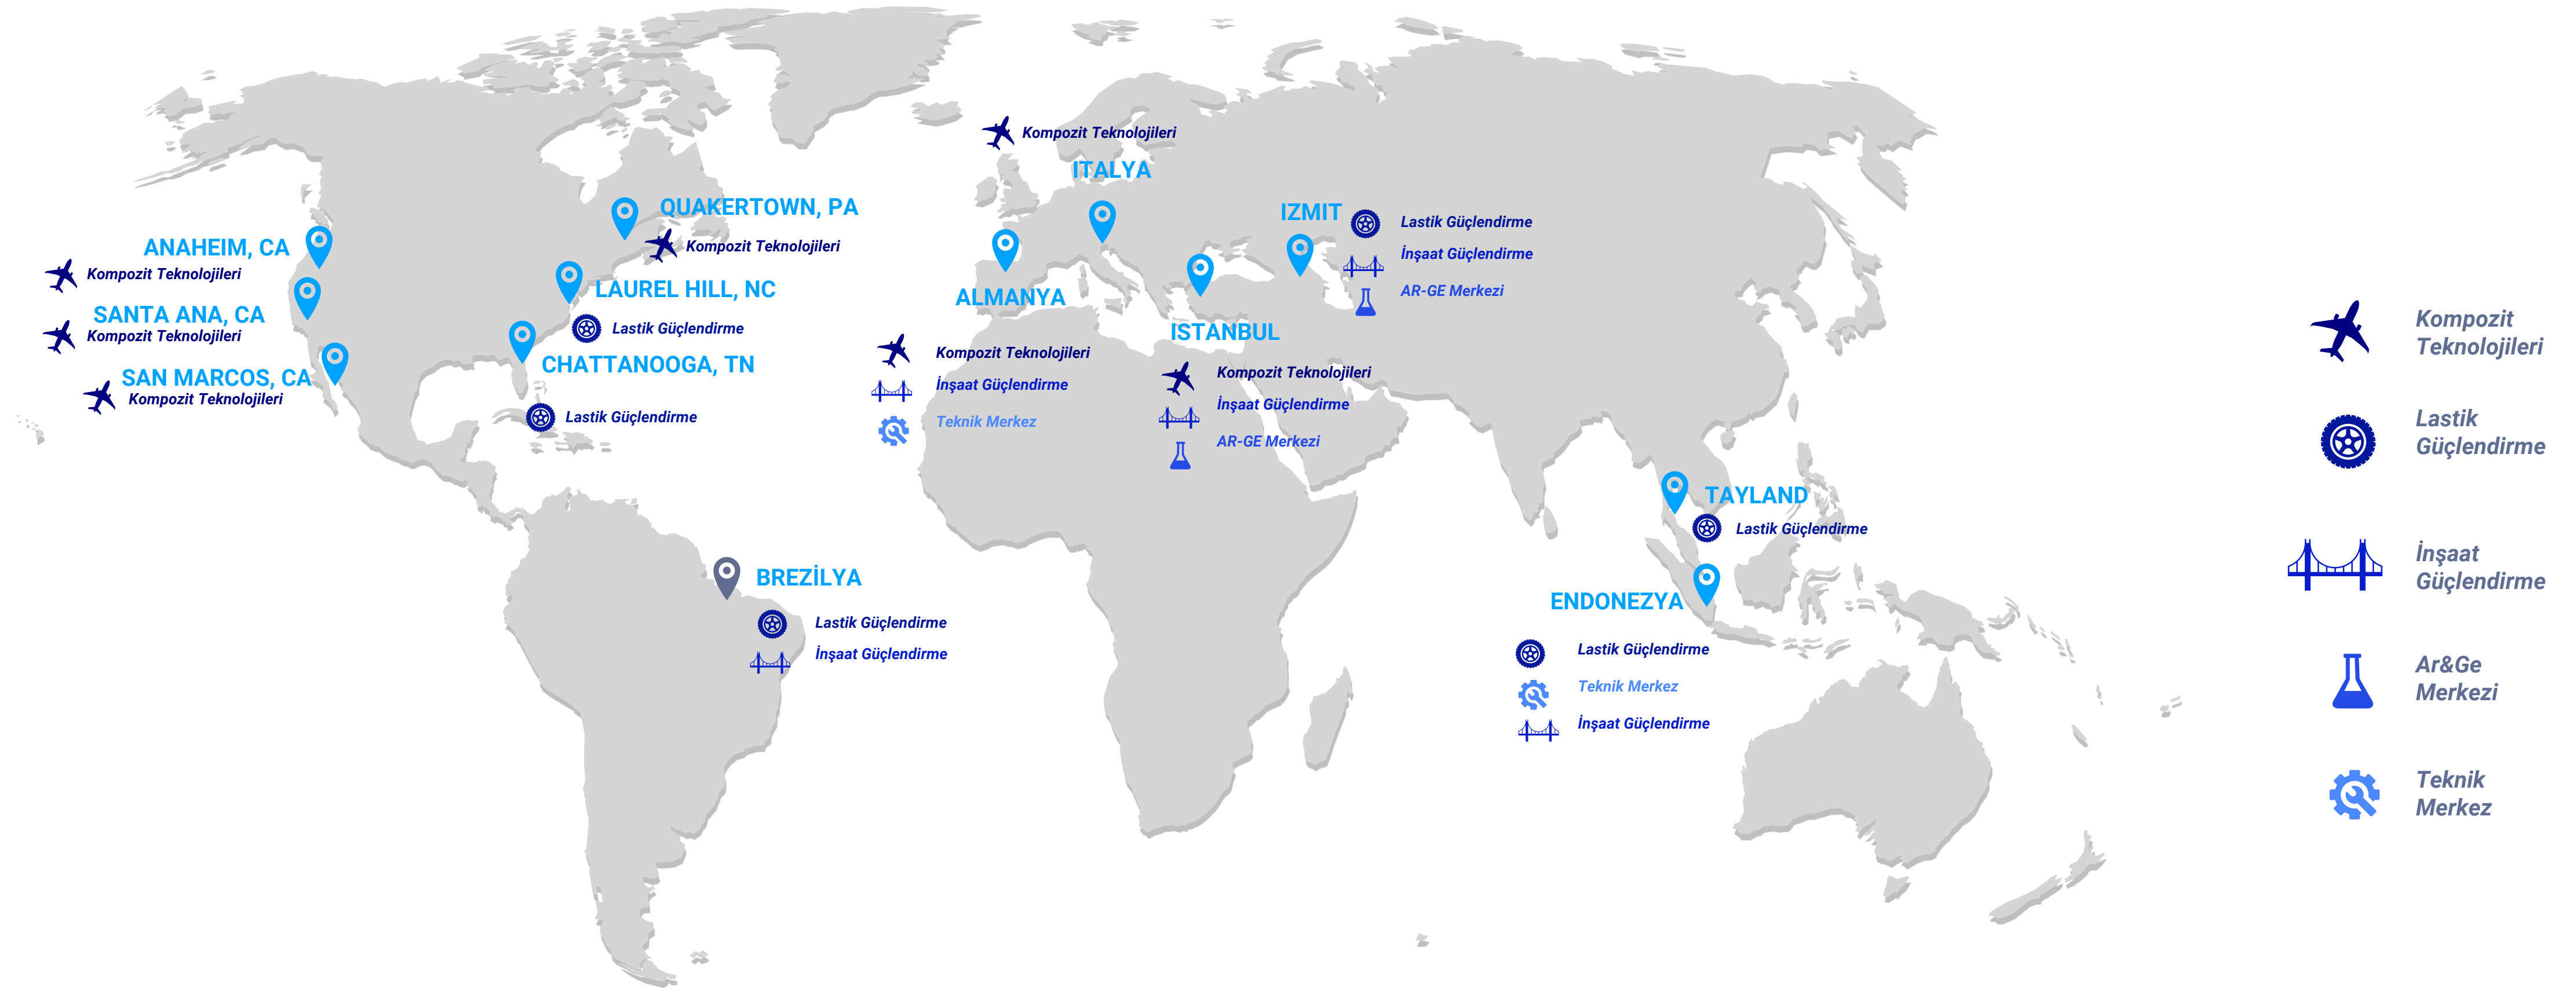 Kompozit Teknolojileri
ITALYA
QUAKERTOWN, PA
Kompozit Teknolojileri
ANAHEIM, CA
Kompozit Teknolojileri
LAUREL HILL, NC
Lastik Güçlendirme
SANTA ANA, CA
Kompozit Teknolojileri
CHATTANOOGA, TN
Lastik Güçlendirme
SAN MARCOS, CA
Kompozit Teknolojileri
IZMIT
Lastik Güçlendirme
İnşaat Güçlendirme
AR-GE Merkezi
ALMANYA
Kompozit Teknolojileri
İnşaat Güçlendirme
Teknik Merkez
ISTANBUL
Kompozit Teknolojileri
İnşaat Güçlendirme
AR-GE Merkezi
TAYLAND
Lastik Güçlendirme
BREZİLYA
Lastik Güçlendirme
İnşaat Güçlendirme
ENDONEZYA
Lastik Güçlendirme
Teknik Merkez
İnşaat Güçlendirme
Kompozit
Teknolojileri
Lastik
Güçlendirme
İnşaat
Güçlendirme
Ar&Ge
Merkezi
Teknik
Merkez